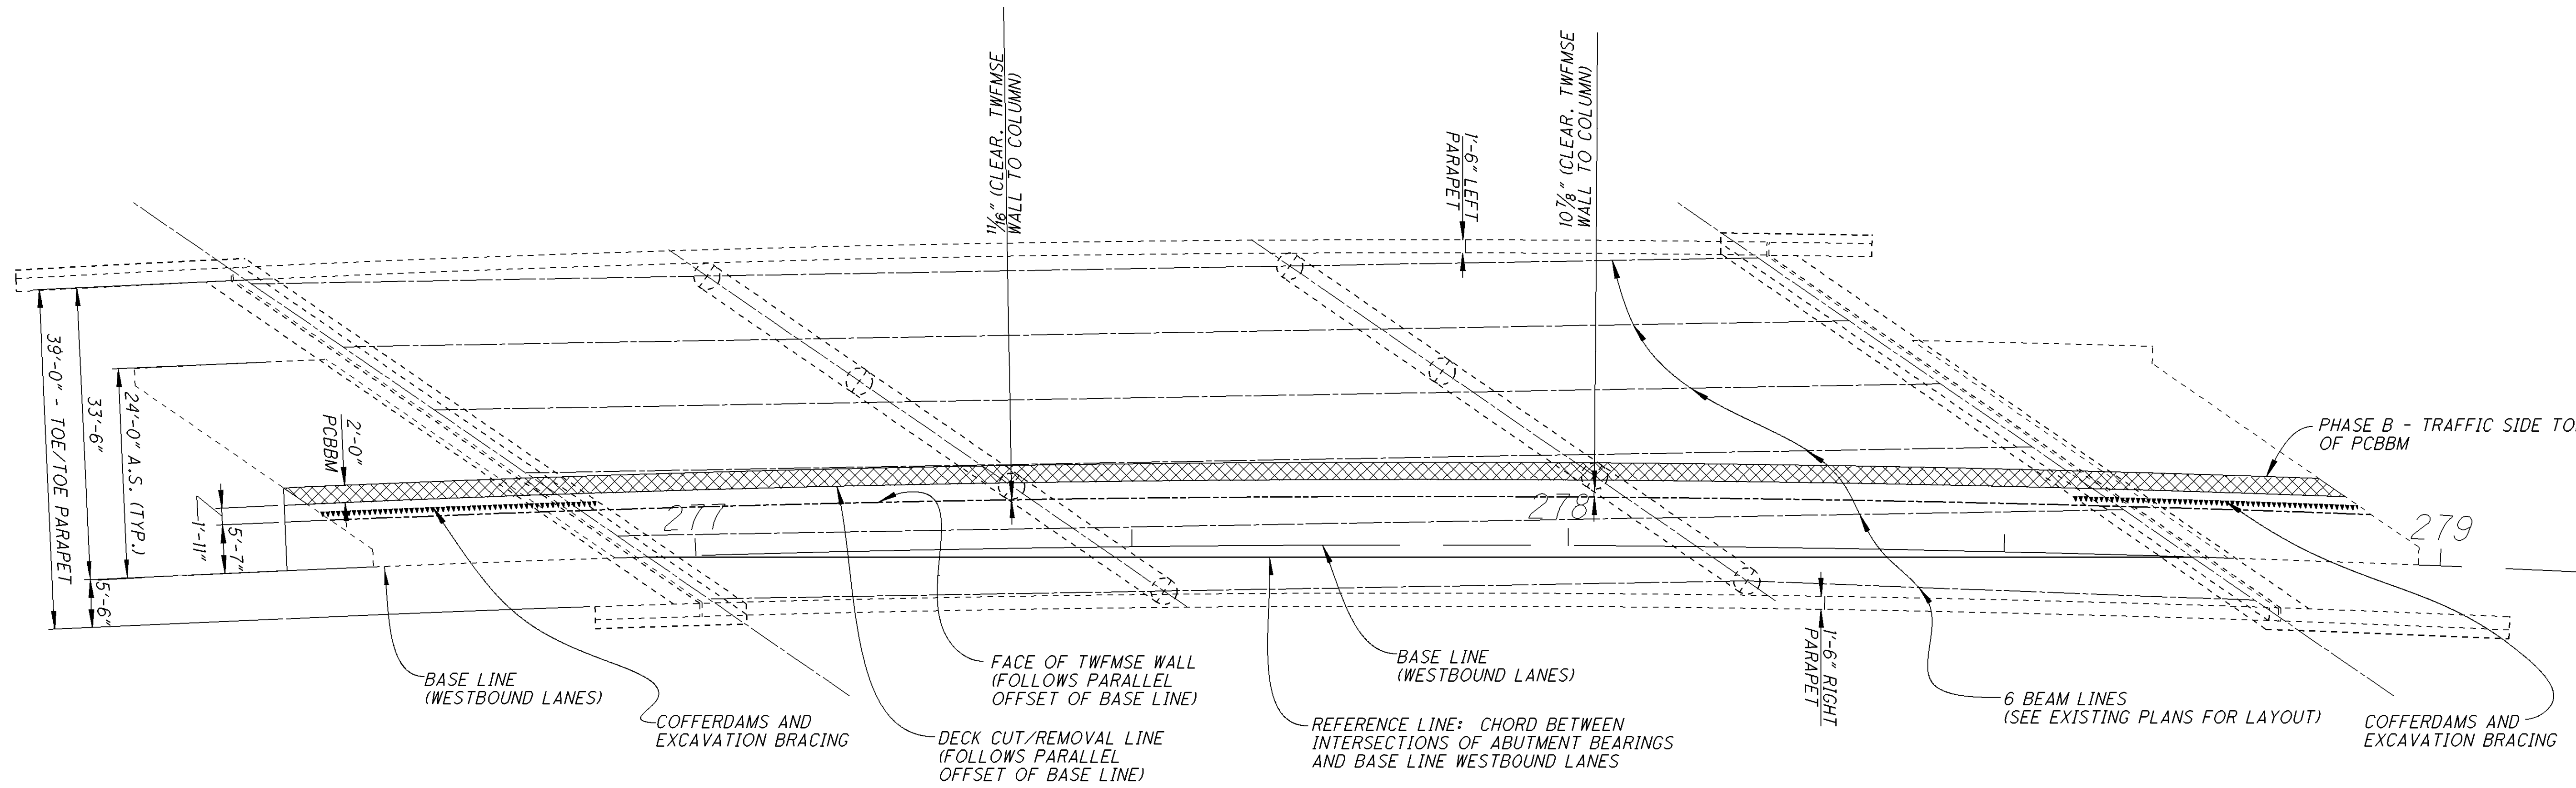 11/16" (CLEAR. TWFMSE
WALL TO COLUMN)
10 7/8" (CLEAR. TWFMSE
WALL TO COLUMN)
1'-6" LEFT
PARAPET
39'-0" - TOE/TOE PARAPET
33'-6"
24'-0" A.S. (TYP.)
2'-0"
PCBBM
1'-11"
5'-7"
5'-6"
277
278
279
PHASE B - TRAFFIC SIDE TO
OF PCBBM
BASE LINE
(WESTBOUND LANES)
COFFERDAMS AND
EXCAVATION BRACING
FACE OF TWFMSE WALL
(FOLLOWS PARALLEL
OFFSET OF BASE LINE)
DECK CUT/REMOVAL LINE
(FOLLOWS PARALLEL
OFFSET OF BASE LINE)
REFERENCE LINE: CHORD BETWEEN
INTERSECTIONS OF ABUTMENT BEARINGS
AND BASE LINE WESTBOUND LANES
BASE LINE
(WESTBOUND LANES)
1'-6" RIGHT
PARAPET
6 BEAM LINES
(SEE EXISTING PLANS FOR LAYOUT)
COFFERDAMS AND
EXCAVATION BRACING